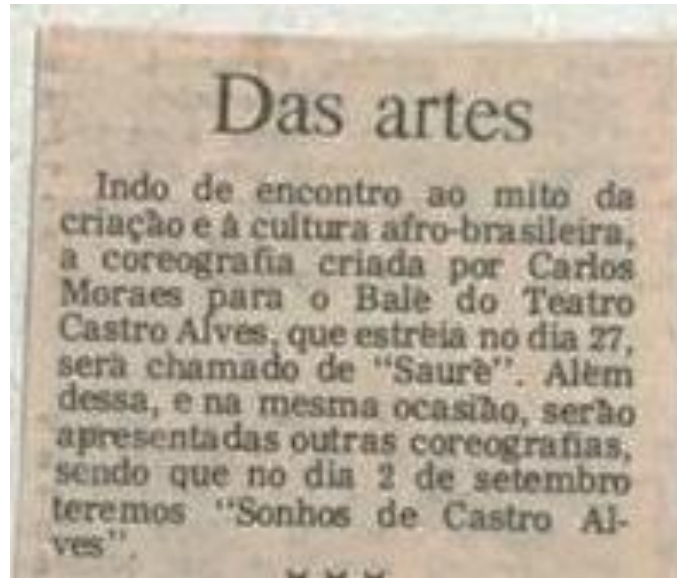 Das artes
Indo de encontro ao mito da
criação e à cultura afro-brasileira,
a coreografia criada por Carlos
Moraes para o Balé do Teatro
Castro Alves, que estréia no dia 27,
será chamado de "Saurè". Além
dessa, e na mesma ocasião, serão
apresentadas outras coreografias,
sendo que no dia 2 de setembro
teremos "Sonhos de Castro Al-
ves".